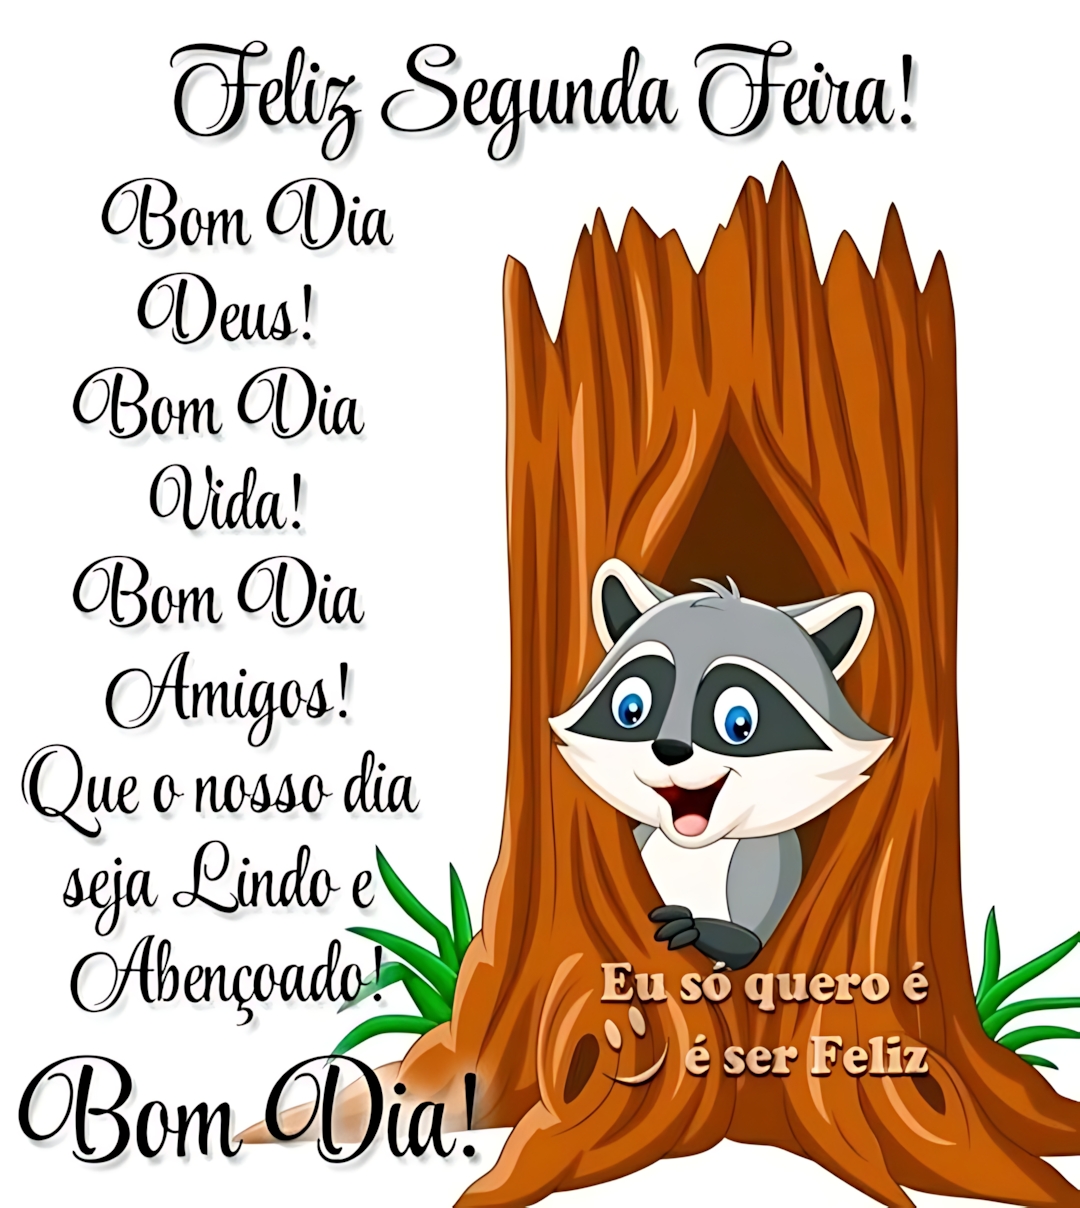 Feliz Segunda Feira!
Bom Dia
Deus!
Bom Dia
Vida!
Bom Dia
Amigos!
Que o nosso dia
seja Lindo e
Abençoado!
Bom Dia!
Eu só quero é
é ser Feliz